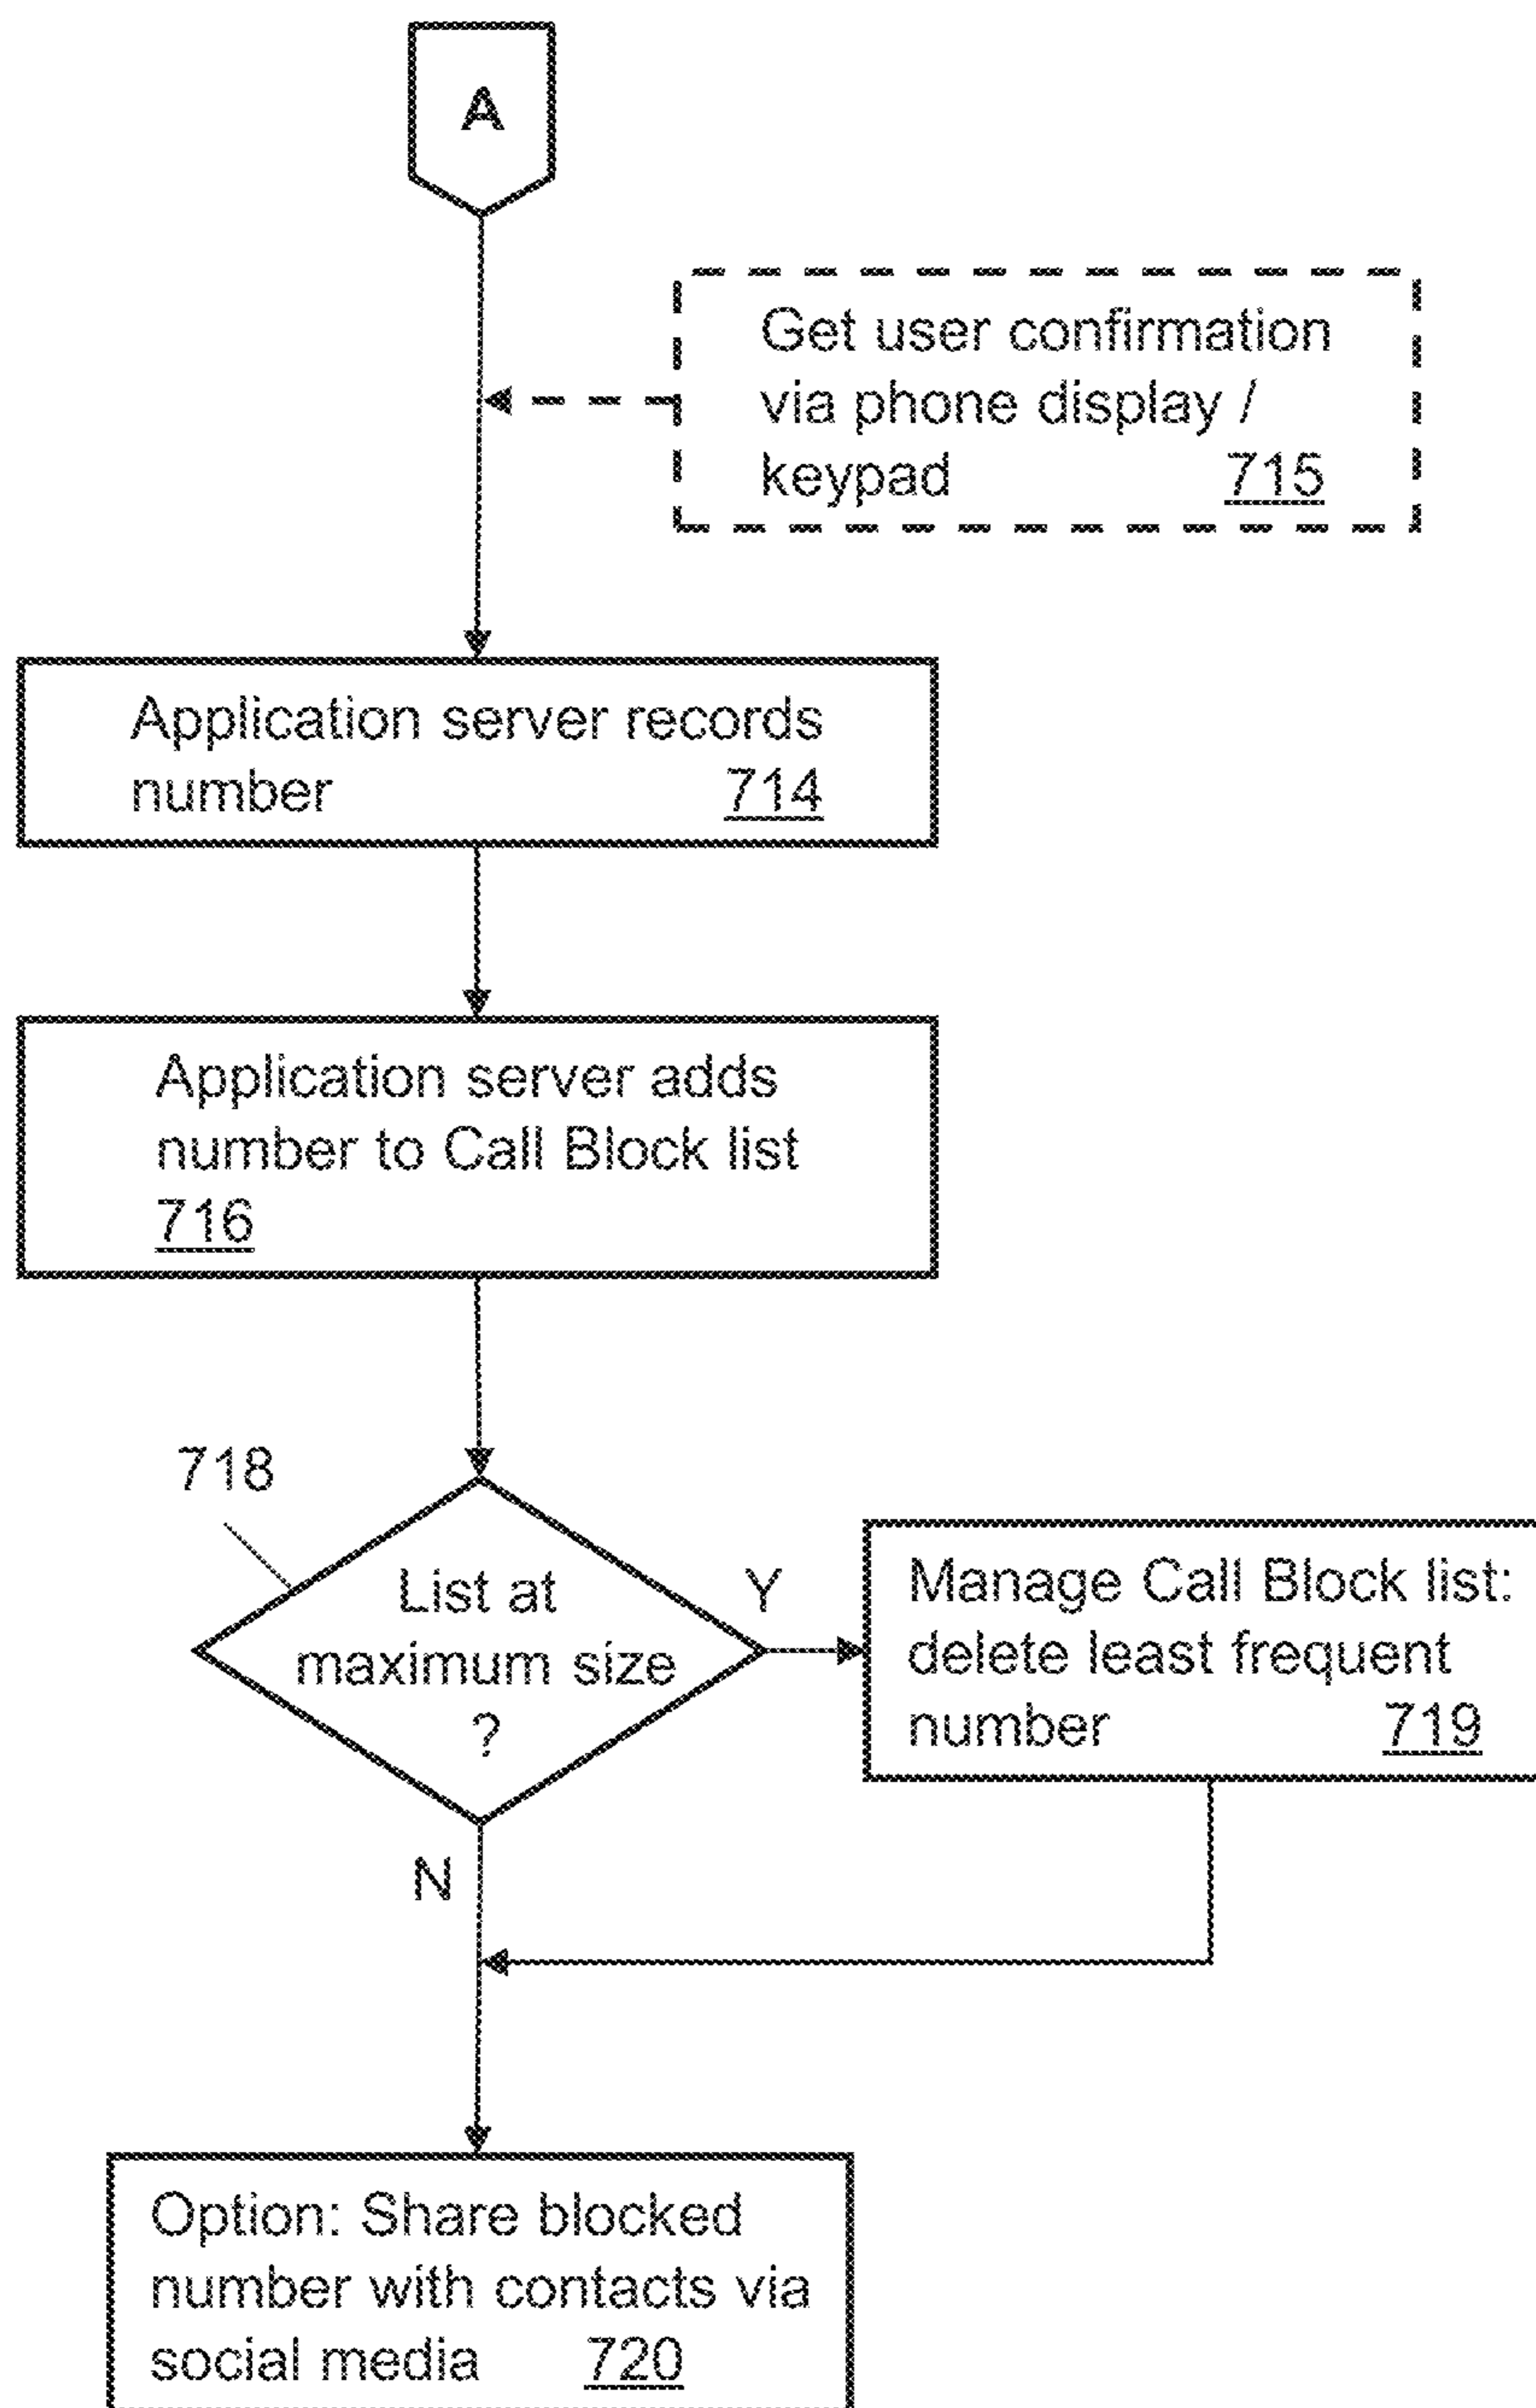 A
Get user confirmation
via phone display /
keypad 715
Application server records
number 714
Application server adds
number to Call Block list
716
718
List at
maximum size
?
Y
Manage Call Block list:
delete least frequent
number 719
N
Option: Share blocked
number with contacts via
social media 720